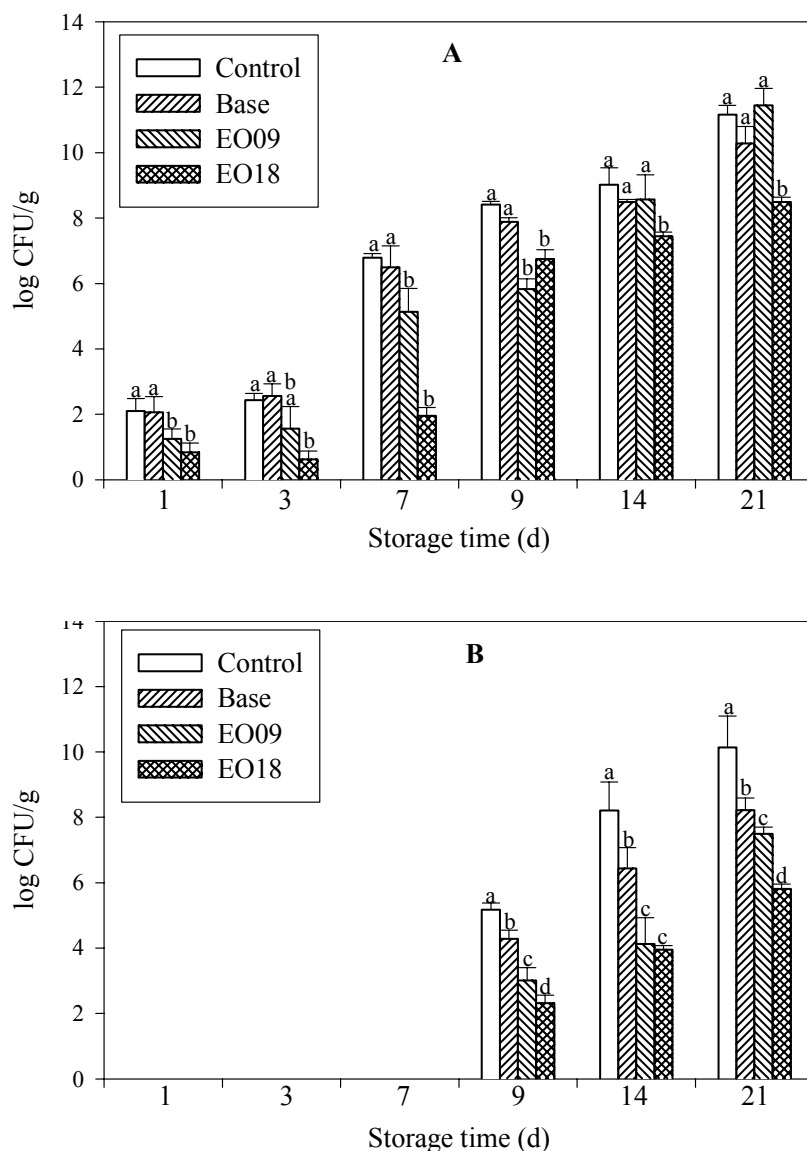 14
12
10
8
6
4
2
0
log CFU/g
A
Control
Base
EO09
EO18
a a b b
a a b a b
a a b b
a a b b
a a a b
a a a b
1 3 7 9 14 21
Storage time (d)
14
12
10
8
6
4
2
0
log CFU/g
B
Control
Base
EO09
EO18
a b c d
a b c c
a b c d
1 3 7 9 14 21
Storage time (d)